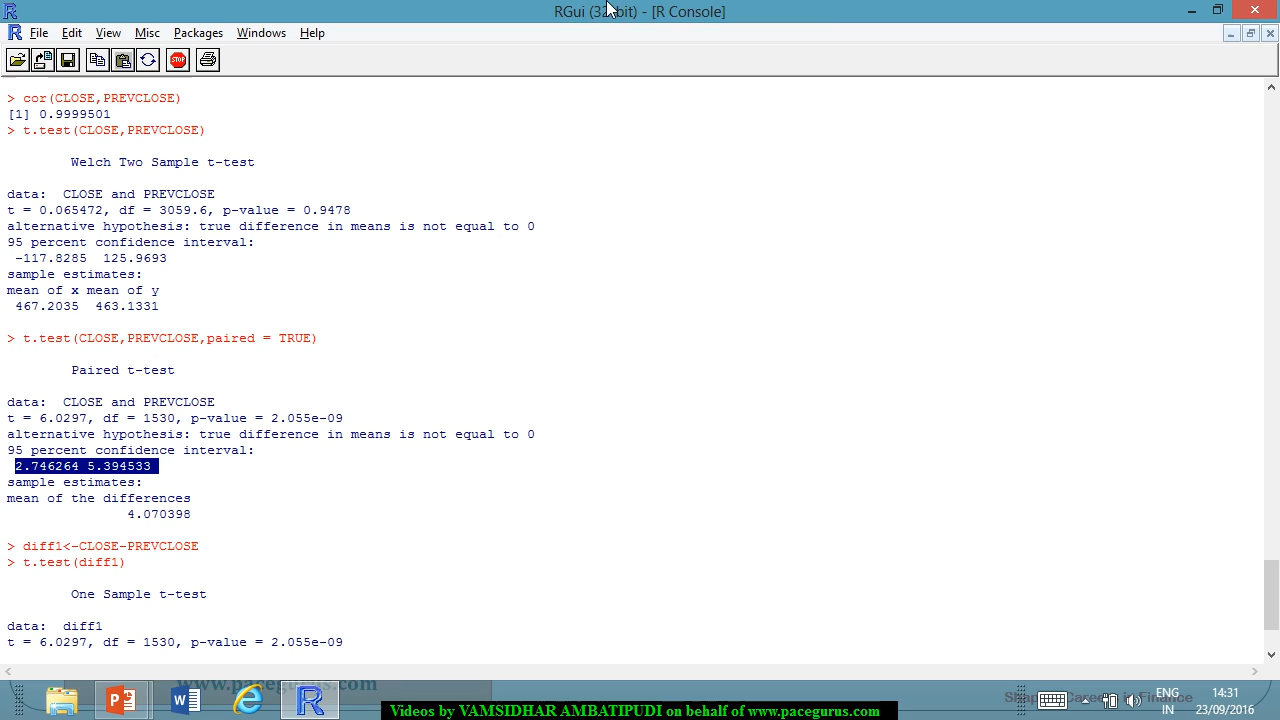 RGui (32-bit) - [R Console]
File Edit View Misc Packages Windows Help
STOP
> cor(CLOSE,PREVCLOSE)
[1] 0.9999501
> t.test(CLOSE,PREVCLOSE)
Welch Two Sample t-test
data:  CLOSE and PREVCLOSE
t = 0.065472, df = 3059.6, p-value = 0.9478
alternative hypothesis: true difference in means is not equal to 0
95 percent confidence interval:
-117.8285  125.9693
sample estimates:
mean of x mean of y
467.2035  463.1331
> t.test(CLOSE,PREVCLOSE,paired = TRUE)
Paired t-test
data:  CLOSE and PREVCLOSE
t = 6.0297, df = 1530, p-value = 2.055e-09
alternative hypothesis: true difference in means is not equal to 0
95 percent confidence interval:
2.746264 5.394533
sample estimates:
mean of the differences
4.070398
> diff1<-CLOSE-PREVCLOSE
> t.test(diff1)
One Sample t-test
data:  diff1
t = 6.0297, df = 1530, p-value = 2.055e-09
www.pacegurus.com
ENG
IN
14:31
23/09/2016
Videos by VAMSIDHAR AMBATIPUDI on behalf of www.pacegurus.com